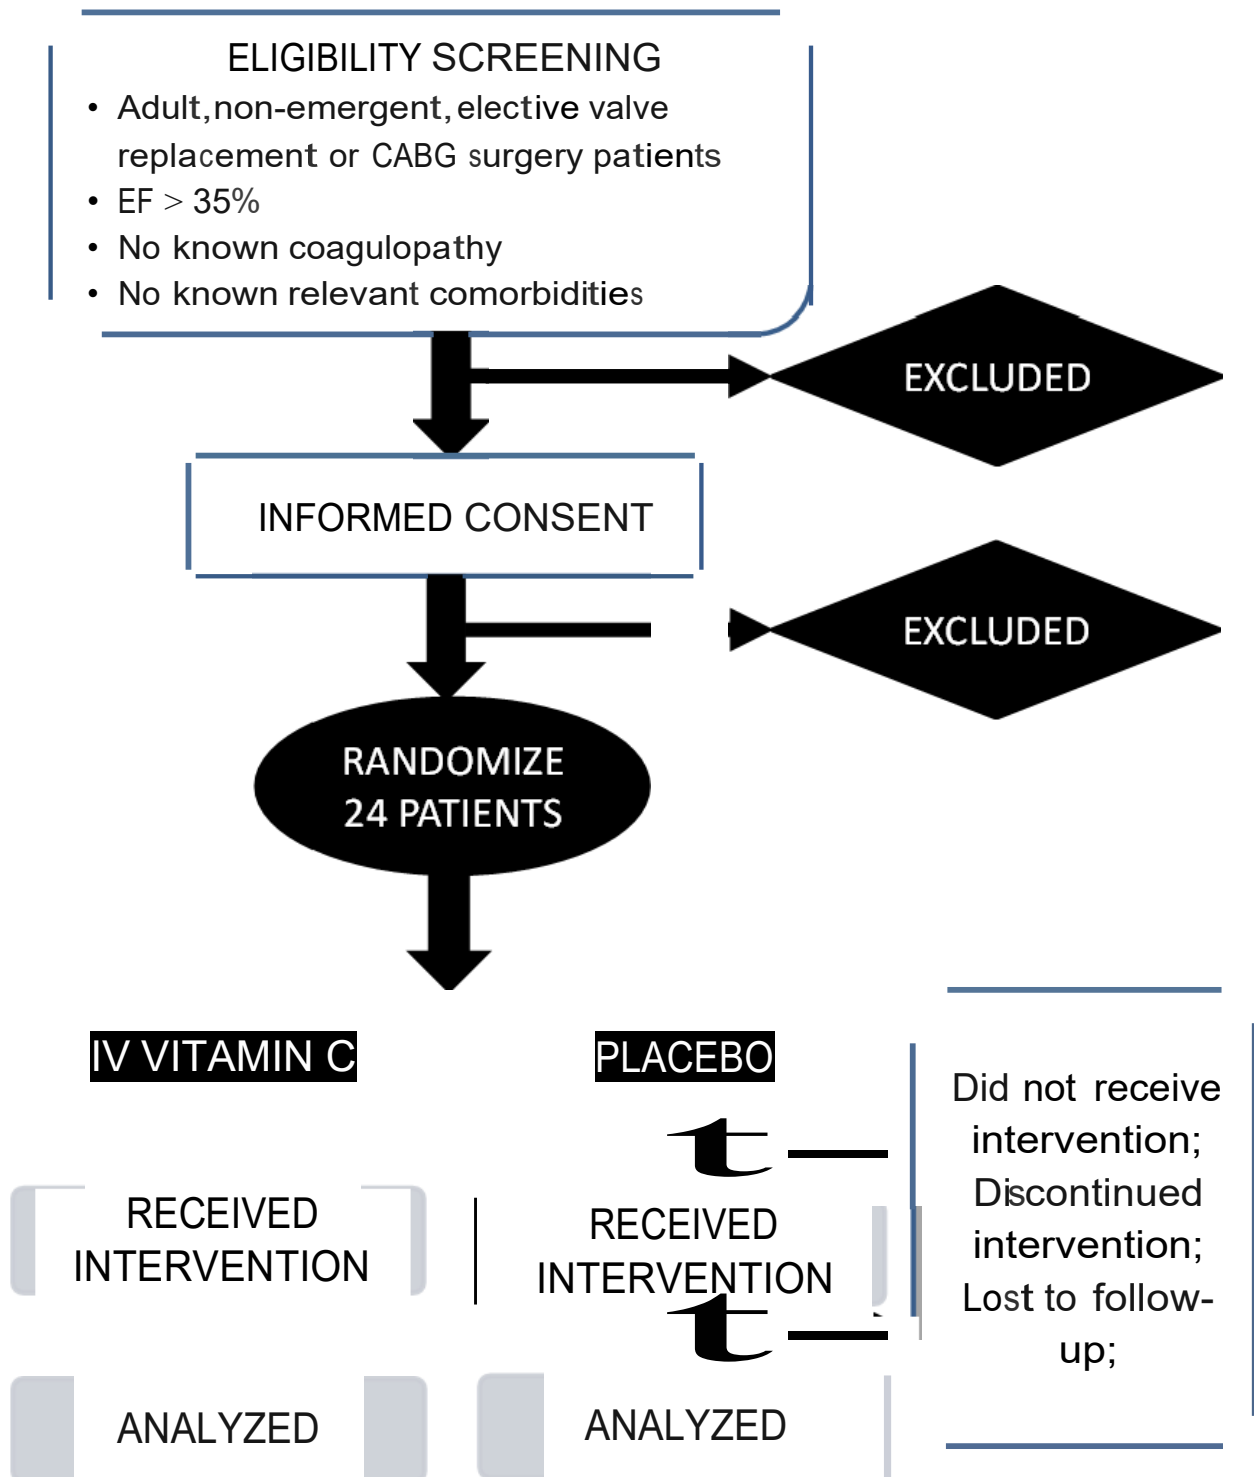 ELIGIBILITY SCREENING
• Adult, non-emergent, elective valve
replacement or CABG surgery patients
• EF > 35%
• No known coagulopathy
• No known relevant comorbidities
EXCLUDED
INFORMED CONSENT
EXCLUDED
RANDOMIZE
24 PATIENTS
IV VITAMIN C
PLACEBO
t
RECEIVED
INTERVENTION
RECEIVED
INTERVENTION
t
ANALYZED
ANALYZED
Did not receive
intervention;
Discontinued
intervention;
Lost to follow-
up;